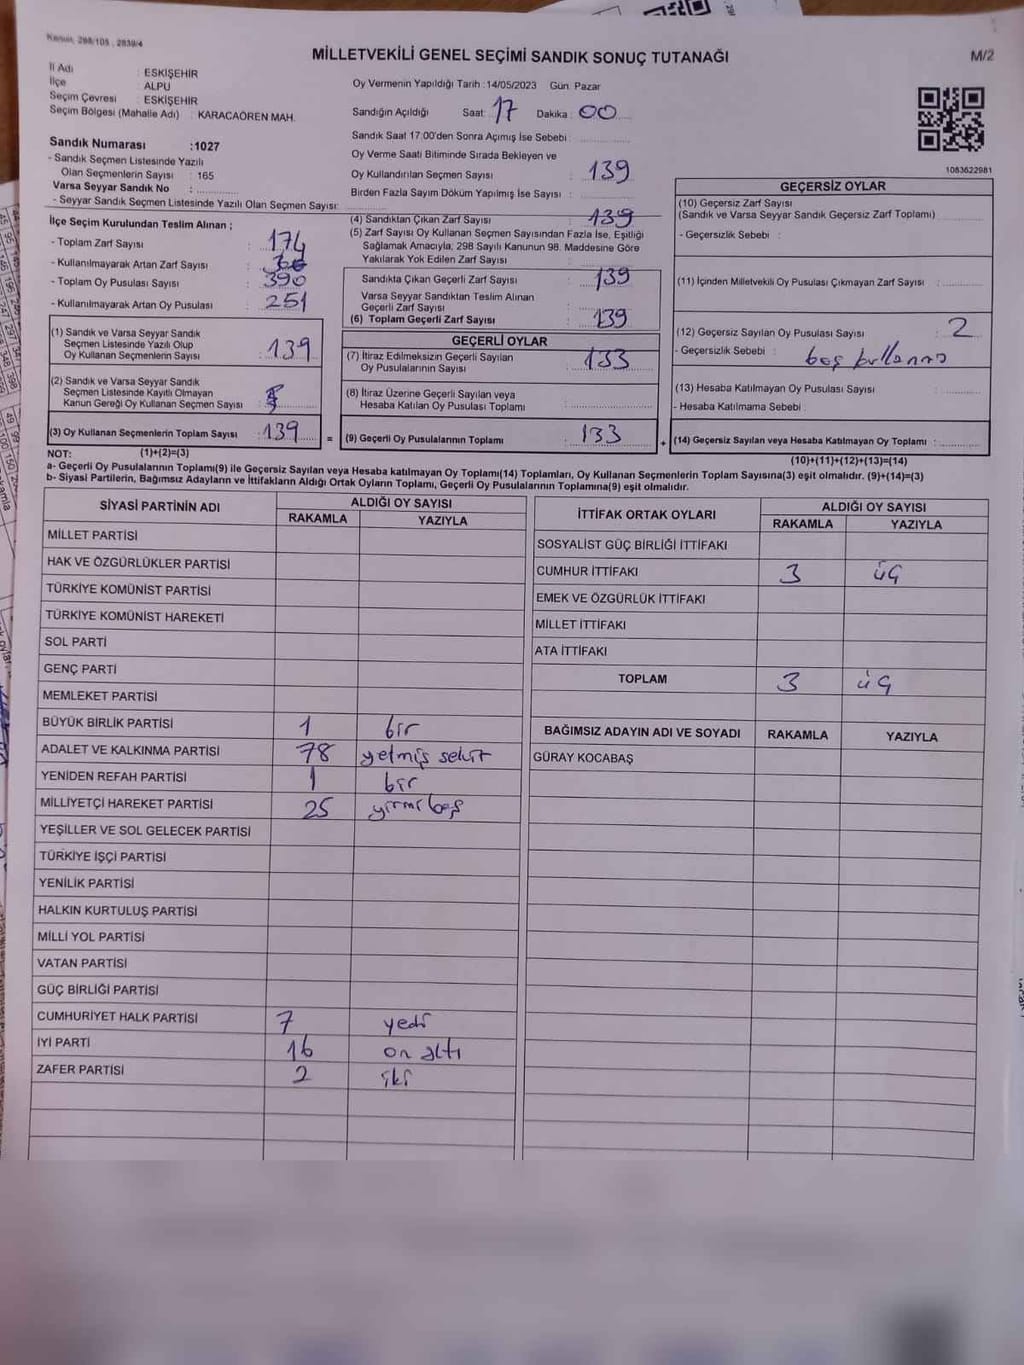 Kanun, 298/105 , 2839/4
MİLLETVEKİLİ GENEL SEÇİMİ SANDIK SONUÇ TUTANAĞI
M/2
İl Adı : ESKİŞEHİR
İlçe : ALPU
Seçim Çevresi : ESKİŞEHİR
Seçim Bölgesi (Mahalle Adı) : KARACAÖREN MAH.
Sandık Numarası :1027
- Sandık Seçmen Listesinde Yazılı
Olan Seçmenlerin Sayısı : 165
Varsa Seyyar Sandık No :
- Seyyar Sandık Seçmen Listesinde Yazılı Olan Seçmen Sayısı:
Oy Vermenin Yapıldığı Tarih :14/05/2023 Gün: Pazar
Sandığın Açıldığı Saat: 17 Dakika : 00
Sandık Saat 17:00'den Sonra Açımış İse Sebebi :
Oy Verme Saati Bitiminde Sırada Bekleyen ve
Oy Kullandırılan Seçmen Sayısı : 139
Birden Fazla Sayım Döküm Yapılmış İse Sayısı :
1083622981
İlçe Seçim Kurulundan Teslim Alınan ;
- Toplam Zarf Sayısı : 174
- Kullanılmayarak Artan Zarf Sayısı :
- Toplam Oy Pusulası Sayısı : 390
- Kullanılmayarak Artan Oy Pusulası : 251
(1) Sandık ve Varsa Seyyar Sandık
Seçmen Listesinde Yazılı Olup
Oy Kullanan Seçmenlerin Sayısı : 139
(2) Sandık ve Varsa Seyyar Sandık
Seçmen Listesinde Kayıtlı Olmayan
Kanun Gereği Oy Kullanan Seçmen Sayısı :
(3) Oy Kullanan Seçmenlerin Toplam Sayısı : 139 =
(1)+(2)=(3)
(4) Sandıktan Çıkan Zarf Sayısı : 139
(5) Zarf Sayısı Oy Kullanan Seçmen Sayısından Fazla İse, Eşitliği
Sağlamak Amacıyla, 298 Sayılı Kanunun 98. Maddesine Göre
Yakılarak Yok Edilen Zarf Sayısı :
Sandıkta Çıkan Geçerli Zarf Sayısı : 139
Varsa Seyyar Sandıktan Teslim Alınan
Geçerli Zarf Sayısı :
(6) Toplam Geçerli Zarf Sayısı : 139
GEÇERLİ OYLAR
(7) İtiraz Edilmeksizin Geçerli Sayılan
Oy Pusulalarının Sayısı : 133
(8) İtiraz Üzerine Geçerli Sayılan veya
Hesaba Katılan Oy Pusulası Toplamı :
(9) Geçerli Oy Pusulalarının Toplamı : 133 +
GEÇERSİZ OYLAR
(10) Geçersiz Zarf Sayısı
(Sandık ve Varsa Seyyar Sandık Geçersiz Zarf Toplamı)
- Geçersizlik Sebebi :
(11) İçinden Milletvekili Oy Pusulası Çıkmayan Zarf Sayısı :
(12) Geçersiz Sayılan Oy Pusulası Sayısı : 2
- Geçersizlik Sebebi : boş
(13) Hesaba Katılmayan Oy Pusulası Sayısı :
- Hesaba Katılmama Sebebi :
(14) Geçersiz Sayılan veya Hesaba Katılmayan Oy Toplamı :
(10)+(11)+(12)+(13)=(14)
NOT:
a- Geçerli Oy Pusulalarının Toplamı(9) ile Geçersiz Sayılan veya Hesaba katılmayan Oy Toplamı(14) Toplamları, Oy Kullanan Seçmenlerin Toplam Sayısına(3) eşit olmalıdır. (9)+(14)=(3)
b- Siyasi Partilerin, Bağımsız Adayların ve İttifakların Aldığı Ortak Oyların Toplamı, Geçerli Oy Pusulalarının Toplamına(9) eşit olmalıdır.
SİYASİ PARTİNİN ADI ALDIĞI OY SAYISI
RAKAMLA YAZIYLA
MİLLET PARTİSİ
HAK VE ÖZGÜRLÜKLER PARTİSİ
TÜRKİYE KOMÜNİST PARTİSİ
TÜRKİYE KOMÜNİST HAREKETİ
SOL PARTİ
GENÇ PARTİ
MEMLEKET PARTİSİ
BÜYÜK BİRLİK PARTİSİ 1 bir
ADALET VE KALKINMA PARTİSİ 78 yetmiş sekiz
YENİDEN REFAH PARTİSİ 1 bir
MİLLİYETÇİ HAREKET PARTİSİ 25 yirmi beş
YEŞİLLER VE SOL GELECEK PARTİSİ
TÜRKİYE İŞÇİ PARTİSİ
YENİLİK PARTİSİ
HALKIN KURTULUŞ PARTİSİ
MİLLİ YOL PARTİSİ
VATAN PARTİSİ
GÜÇ BİRLİĞİ PARTİSİ
CUMHURİYET HALK PARTİSİ 7 yedi
İYİ PARTİ 16 on altı
ZAFER PARTİSİ 2 iki
İTTİFAK ORTAK OYLARI ALDIĞI OY SAYISI
RAKAMLA YAZIYLA
SOSYALİST GÜÇ BİRLİĞİ İTTİFAKI
CUMHUR İTTİFAKI 3 üç
EMEK VE ÖZGÜRLÜK İTTİFAKI
MİLLET İTTİFAKI
ATA İTTİFAKI
TOPLAM 3 üç
BAĞIMSIZ ADAYIN ADI VE SOYADI RAKAMLA YAZIYLA
GÜRAY KOCABAŞ